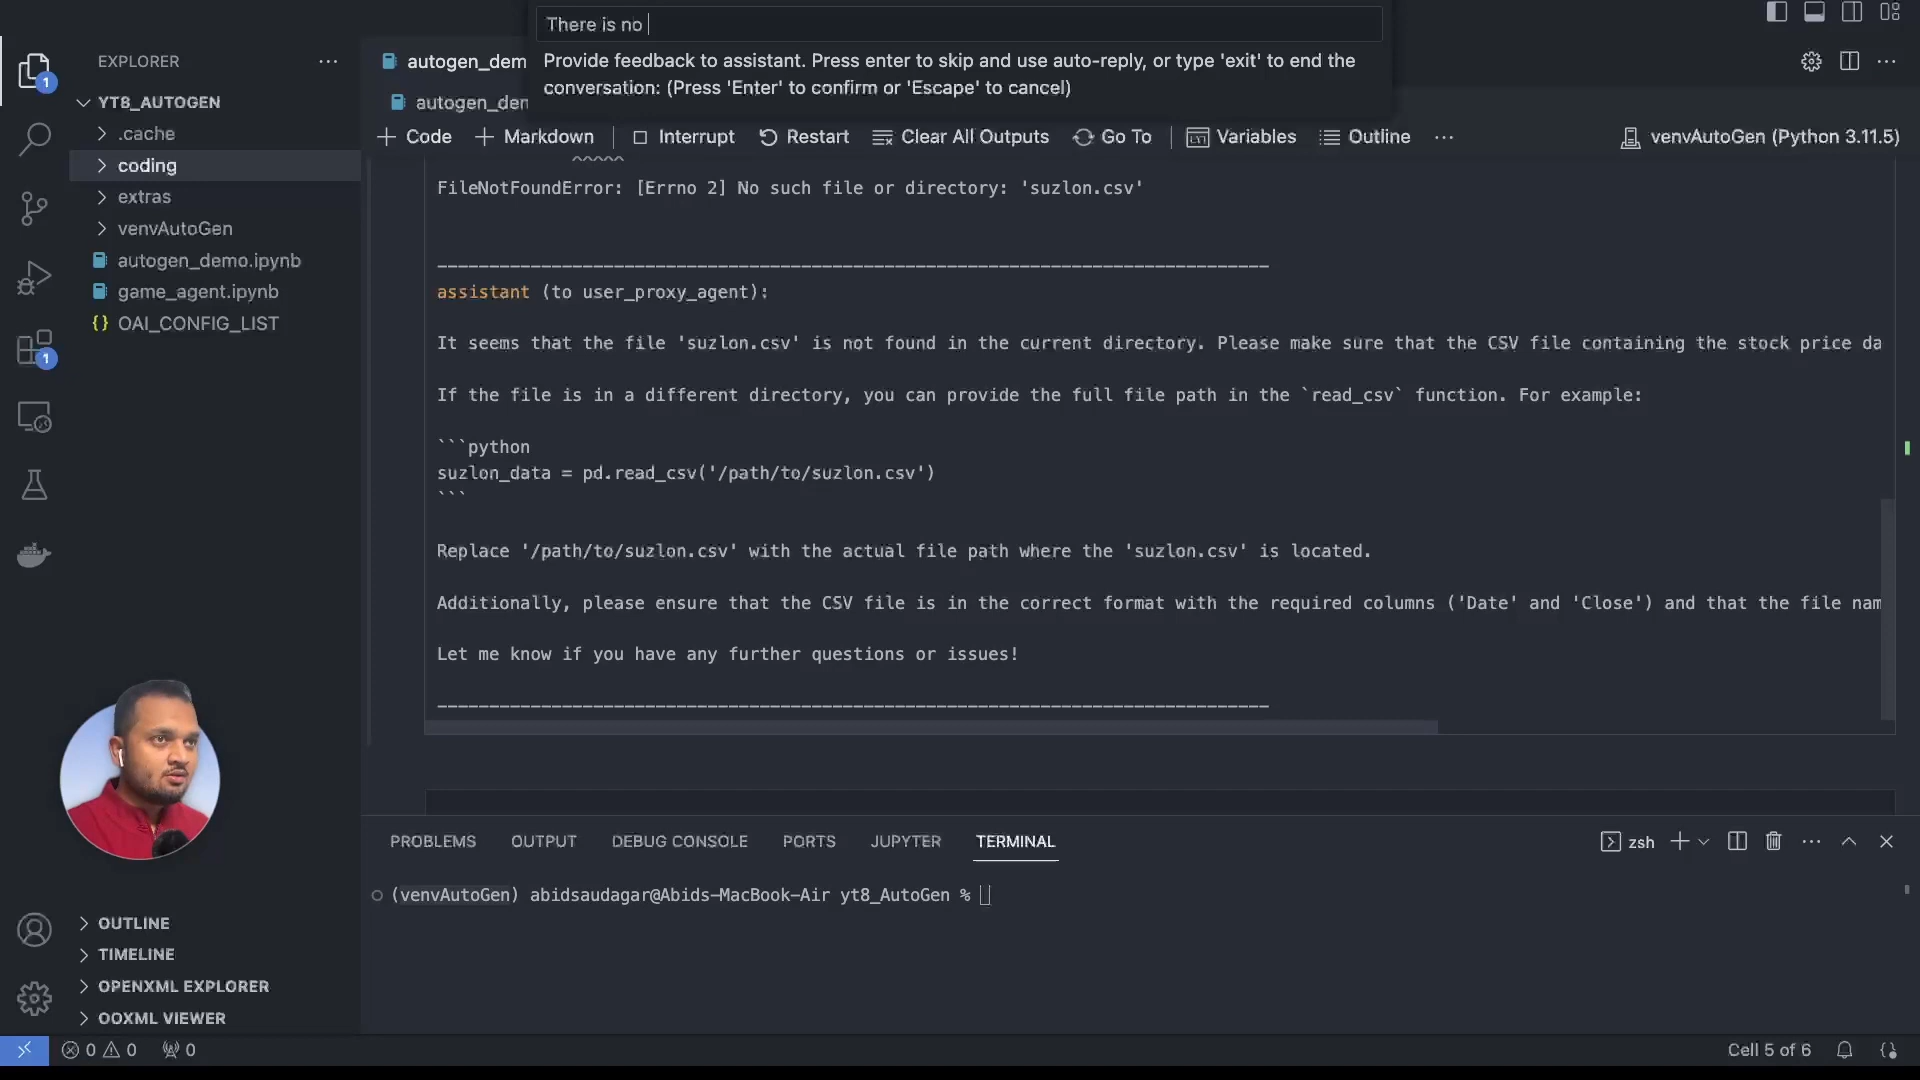 There is no
Provide feedback to assistant. Press enter to skip and use auto-reply, or type 'exit' to end the
conversation: (Press 'Enter' to confirm or 'Escape' to cancel)
EXPLORER
1
YT8_AUTOGEN
.cache
coding
extras
venvAutoGen
autogen_demo.ipynb
game_agent.ipynb
{} OAI_CONFIG_LIST
1
OUTLINE
TIMELINE
OPENXML EXPLORER
OOXML VIEWER
autogen_dem
autogen_den
+ Code
+ Markdown
Interrupt
Restart
Clear All Outputs
Go To
Variables
Outline
...
venvAutoGen (Python 3.11.5)
FileNotFoundError: [Errno 2] No such file or directory: 'suzlon.csv'
--------------------------------------------------------------------------------
assistant (to user_proxy_agent):
It seems that the file 'suzlon.csv' is not found in the current directory. Please make sure that the CSV file containing the stock price da
If the file is in a different directory, you can provide the full file path in the `read_csv` function. For example:
```python
suzlon_data = pd.read_csv('/path/to/suzlon.csv')
```
Replace '/path/to/suzlon.csv' with the actual file path where the 'suzlon.csv' is located.
Additionally, please ensure that the CSV file is in the correct format with the required columns ('Date' and 'Close') and that the file nam
Let me know if you have any further questions or issues!
--------------------------------------------------------------------------------
PROBLEMS
OUTPUT
DEBUG CONSOLE
PORTS
JUPYTER
TERMINAL
zsh
(venvAutoGen) abidsaudagar@Abids-MacBook-Air yt8_AutoGen %
0
0
0
Cell 5 of 6